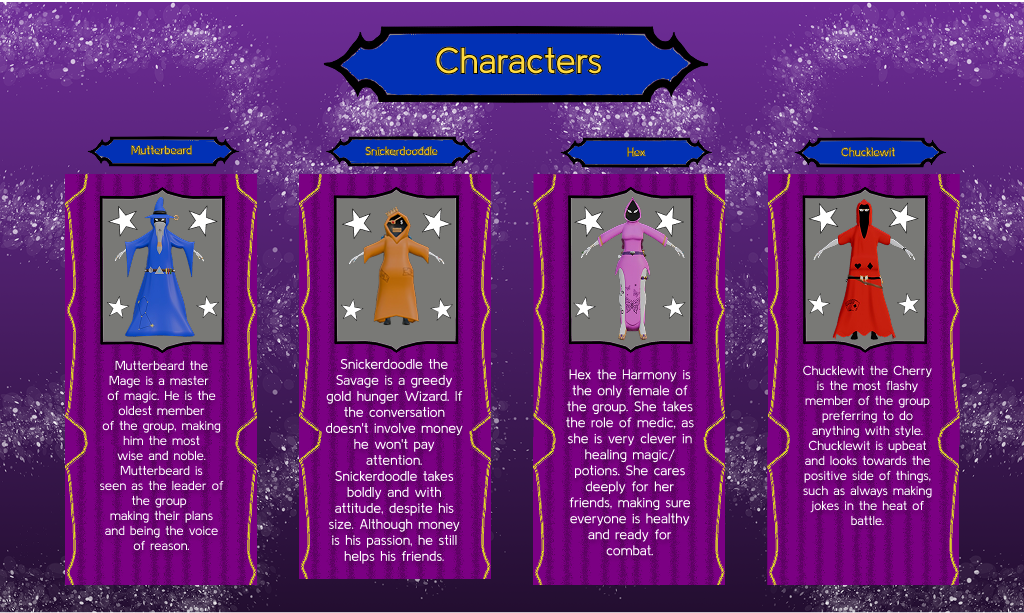 Characters
Mutterbeard
Snickerdooddle
Hex
Chucklewit
Mutterbeard the
Mage is a master
of magic. He is the
oldest member
of the group, making
him the most
wise and noble.
Mutterbeard is
seen as the leader of
the group
making their plans
and being the voice
of reason.
Snickerdoodle the
Savage is a greedy
gold hunger Wizard. If
the conversation
doesn't involve money
he won't pay
attention.
Snickerdoodle takes
boldly and with
attitude, despite his
size. Although money
is his passion, he still
helps his friends.
Hex the Harmony is
the only female of
the group. She takes
the role of medic, as
she is very clever in
healing magic/
potions. She cares
deeply for her
friends, making sure
everyone is healthy
and ready for
combat.
Chucklewit the Cherry
is the most flashy
member of the group
preferring to do
anything with style.
Chucklewit is upbeat
and looks towards the
positive side of things,
such as always making
jokes in the heat of
battle.